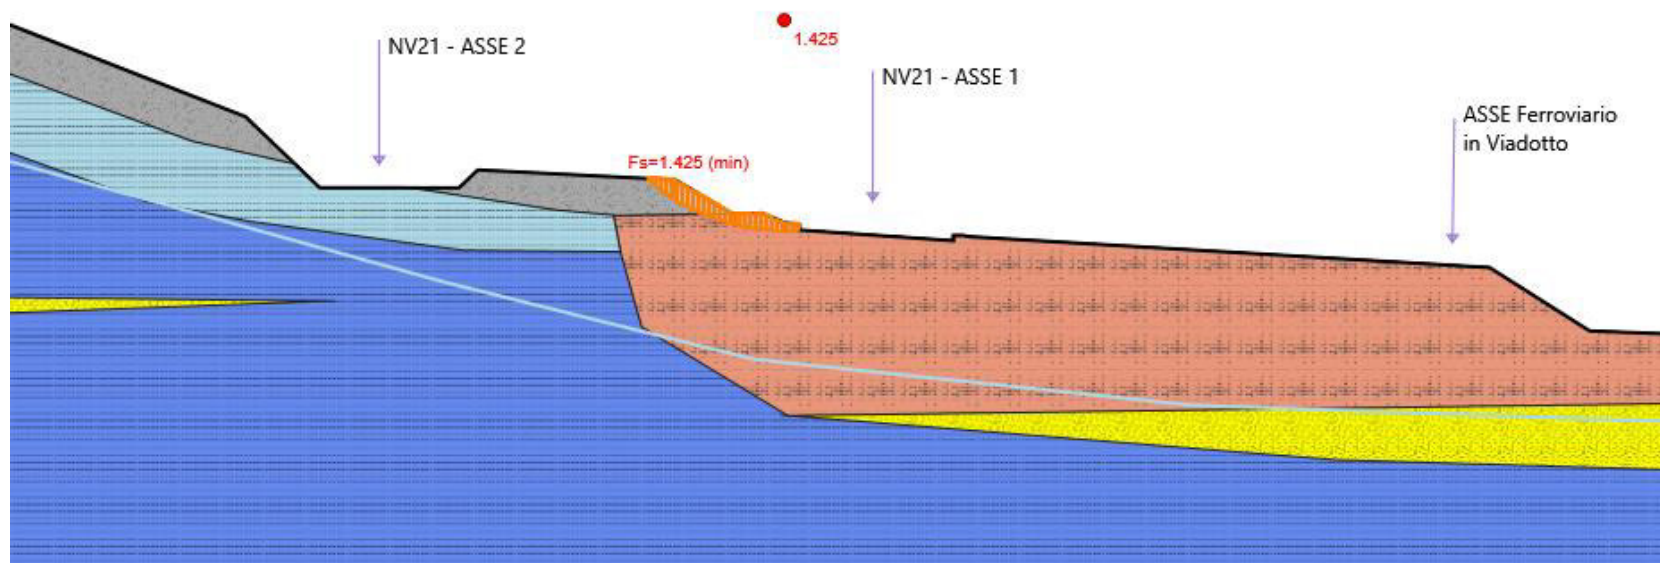 1.425
NV21 - ASSE 2
NV21 - ASSE 1
ASSE Ferroviario
in Viadotto
Fs=1.425 (min)